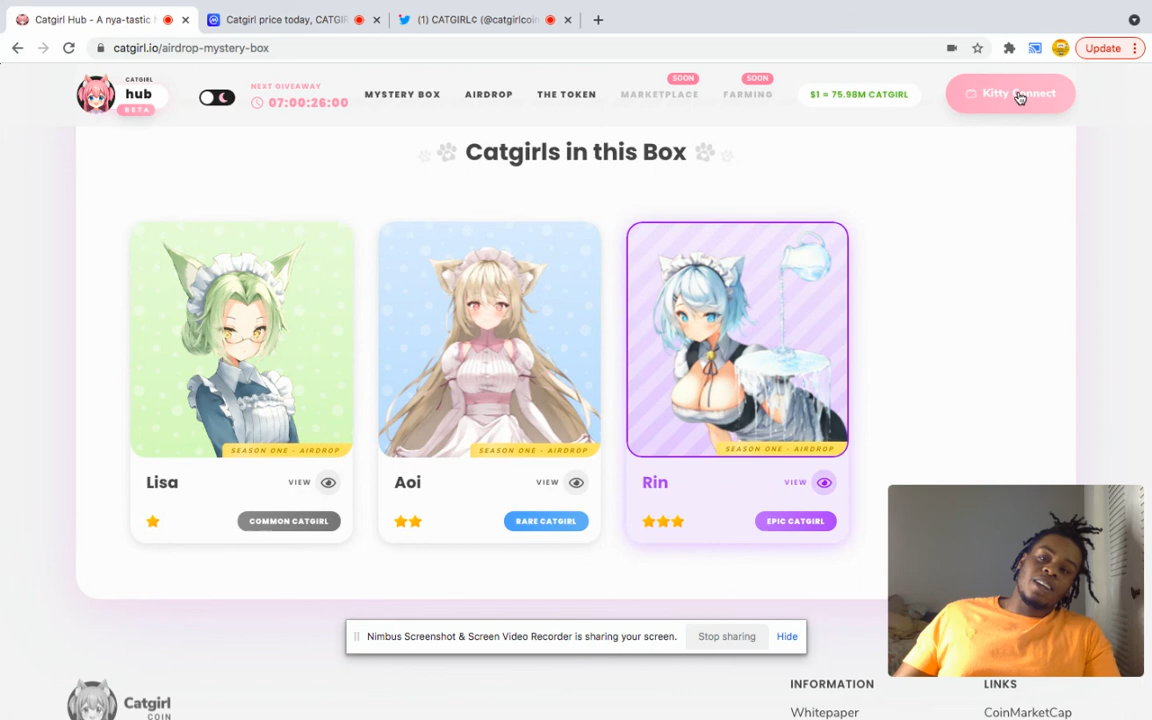 Catgirl Hub - A nya-tastic
Catgirl price today, CATGIR
(1) CATGIRL₵ (@catgirlcoin
catgirl.io/airdrop-mystery-box
Update
CATGIRL
hub
BETA
NEXT GIVEAWAY
07:00:26:00
MYSTERY BOX
AIRDROP
THE TOKEN
SOON
MARKETPLACE
SOON
FARMING
$1 = 75.98M CATGIRL
Kitty Connect
Catgirls in this Box
SEASON ONE - AIRDROP
SEASON ONE - AIRDROP
SEASON ONE - AIRDROP
Lisa VIEW
Aoi VIEW
Rin VIEW
COMMON CATGIRL
RARE CATGIRL
EPIC CATGIRL
Nimbus Screenshot & Screen Video Recorder is sharing your screen. Stop sharing Hide
Catgirl
COIN
INFORMATION
LINKS
Whitepaper
CoinMarketCap